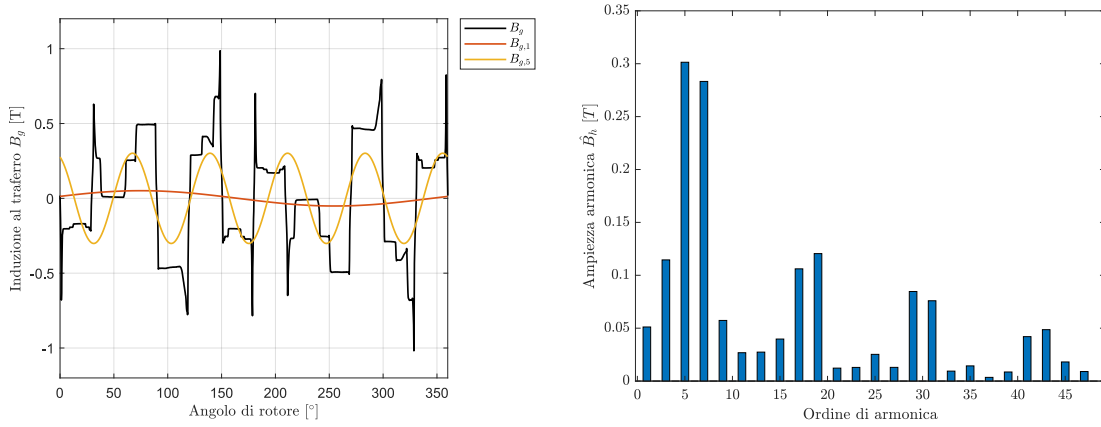 B_g
B_{g,1}
B_{g,5}
Induzione al traferro B_g [T]
1
0.5
0
-0.5
-1
0 50 100 150 200 250 300 350
Angolo di rotore [°]
Ampiezza armonica B̂_h [T]
0.35
0.3
0.25
0.2
0.15
0.1
0.05
0
0 5 10 15 20 25 30 35 40 45
Ordine di armonica